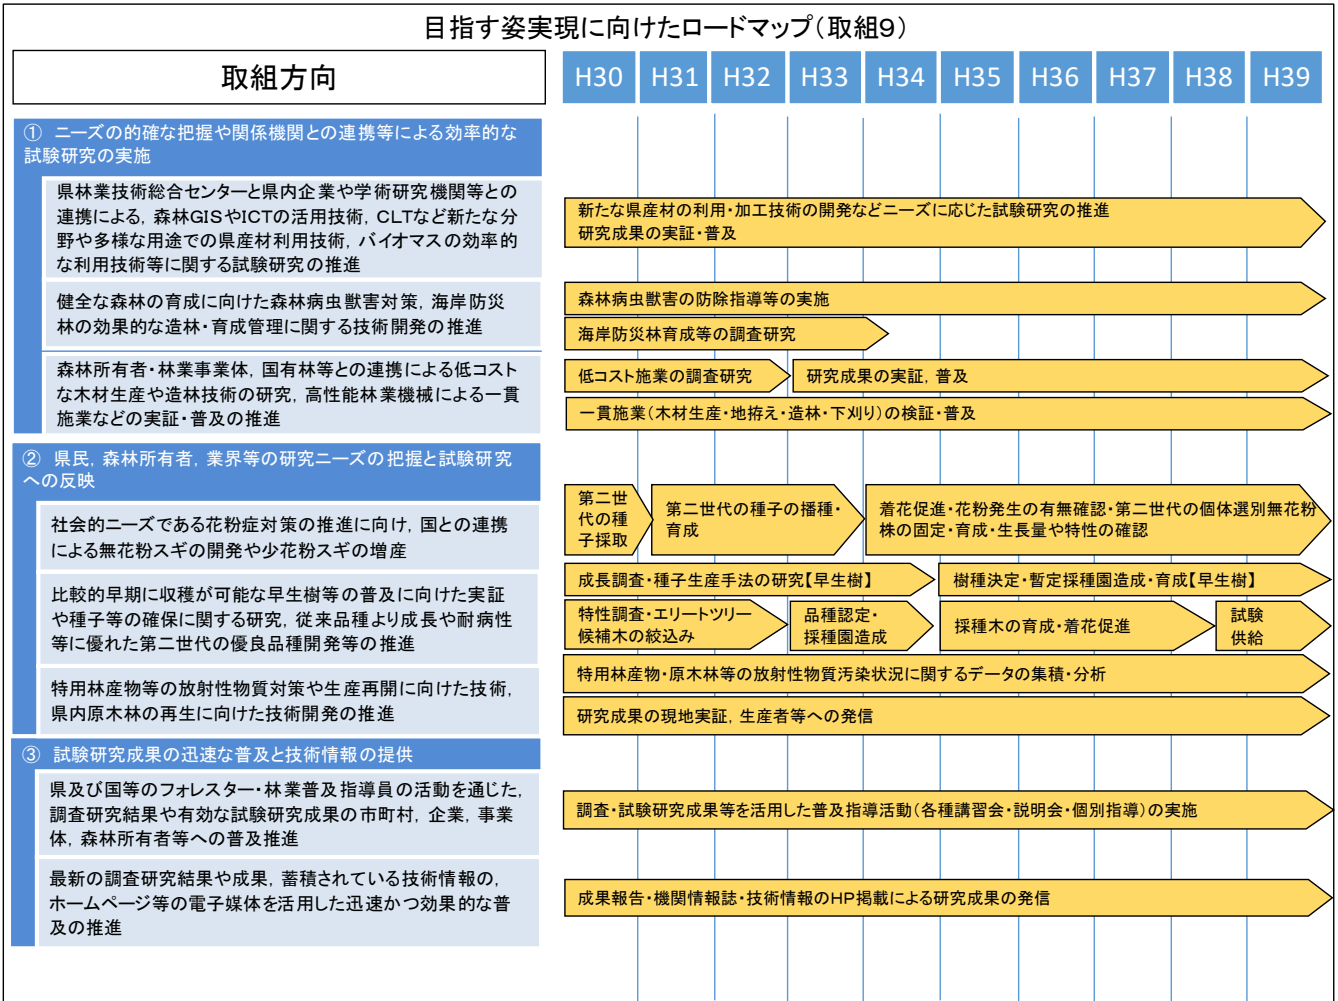 目指す姿実現に向けたロードマップ（取組９）
取組方向
H30 H31 H32 H33 H34 H35 H36 H37 H38 H39
① ニーズの的確な把握や関係機関との連携等による効率的な
試験研究の実施
県林業技術総合センターと県内企業や学術研究機関等との
連携による，森林GISやICTの活用技術，CLTなど新たな分
野や多様な用途での県産材利用技術，バイオマスの効率的
な利用技術等に関する試験研究の推進
新たな県産材の利用・加工技術の開発などニーズに応じた試験研究の推進
研究成果の実証・普及
健全な森林の育成に向けた森林病虫獣害対策，海岸防災
林の効果的な造林・育成管理に関する技術開発の推進
森林病虫獣害の防除指導等の実施
海岸防災林育成等の調査研究
森林所有者・林業事業体，国有林等との連携による低コスト
な木材生産や造林技術の研究，高性能林業機械による一貫
施業などの実証・普及の推進
低コスト施業の調査研究
研究成果の実証，普及
一貫施業（木材生産・地拵え・造林・下刈り）の検証・普及
② 県民，森林所有者，業界等の研究ニーズの把握と試験研究
への反映
社会的ニーズである花粉症対策の推進に向け，国との連携
による無花粉スギの開発や少花粉スギの増産
第二世
代の種
子採取
第二世代の種子の播種・
育成
着花促進・花粉発生の有無確認・第二世代の個体選別無花粉
株の固定・育成・生長量や特性の確認
比較的早期に収穫が可能な早生樹等の普及に向けた実証
や種子等の確保に関する研究，従来品種より成長や耐病性
等に優れた第二世代の優良品種開発等の推進
成長調査・種子生産手法の研究【早生樹】
樹種決定・暫定採種園造成・育成【早生樹】
特性調査・エリートツリー
候補木の絞込み
品種認定・
採種園造成
採種木の育成・着花促進
試験
供給
特用林産物等の放射性物質対策や生産再開に向けた技術，
県内原木林の再生に向けた技術開発の推進
特用林産物・原木林等の放射性物質汚染状況に関するデータの集積・分析
研究成果の現地実証，生産者等への発信
③ 試験研究成果の迅速な普及と技術情報の提供
県及び国等のフォレスター・林業普及指導員の活動を通じた，
調査研究結果や有効な試験研究成果の市町村，企業，事業
体，森林所有者等への普及推進
調査・試験研究成果等を活用した普及指導活動（各種講習会・説明会・個別指導）の実施
最新の調査研究結果や成果，蓄積されている技術情報の，
ホームページ等の電子媒体を活用した迅速かつ効果的な普
及の推進
成果報告・機関情報誌・技術情報のHP掲載による研究成果の発信